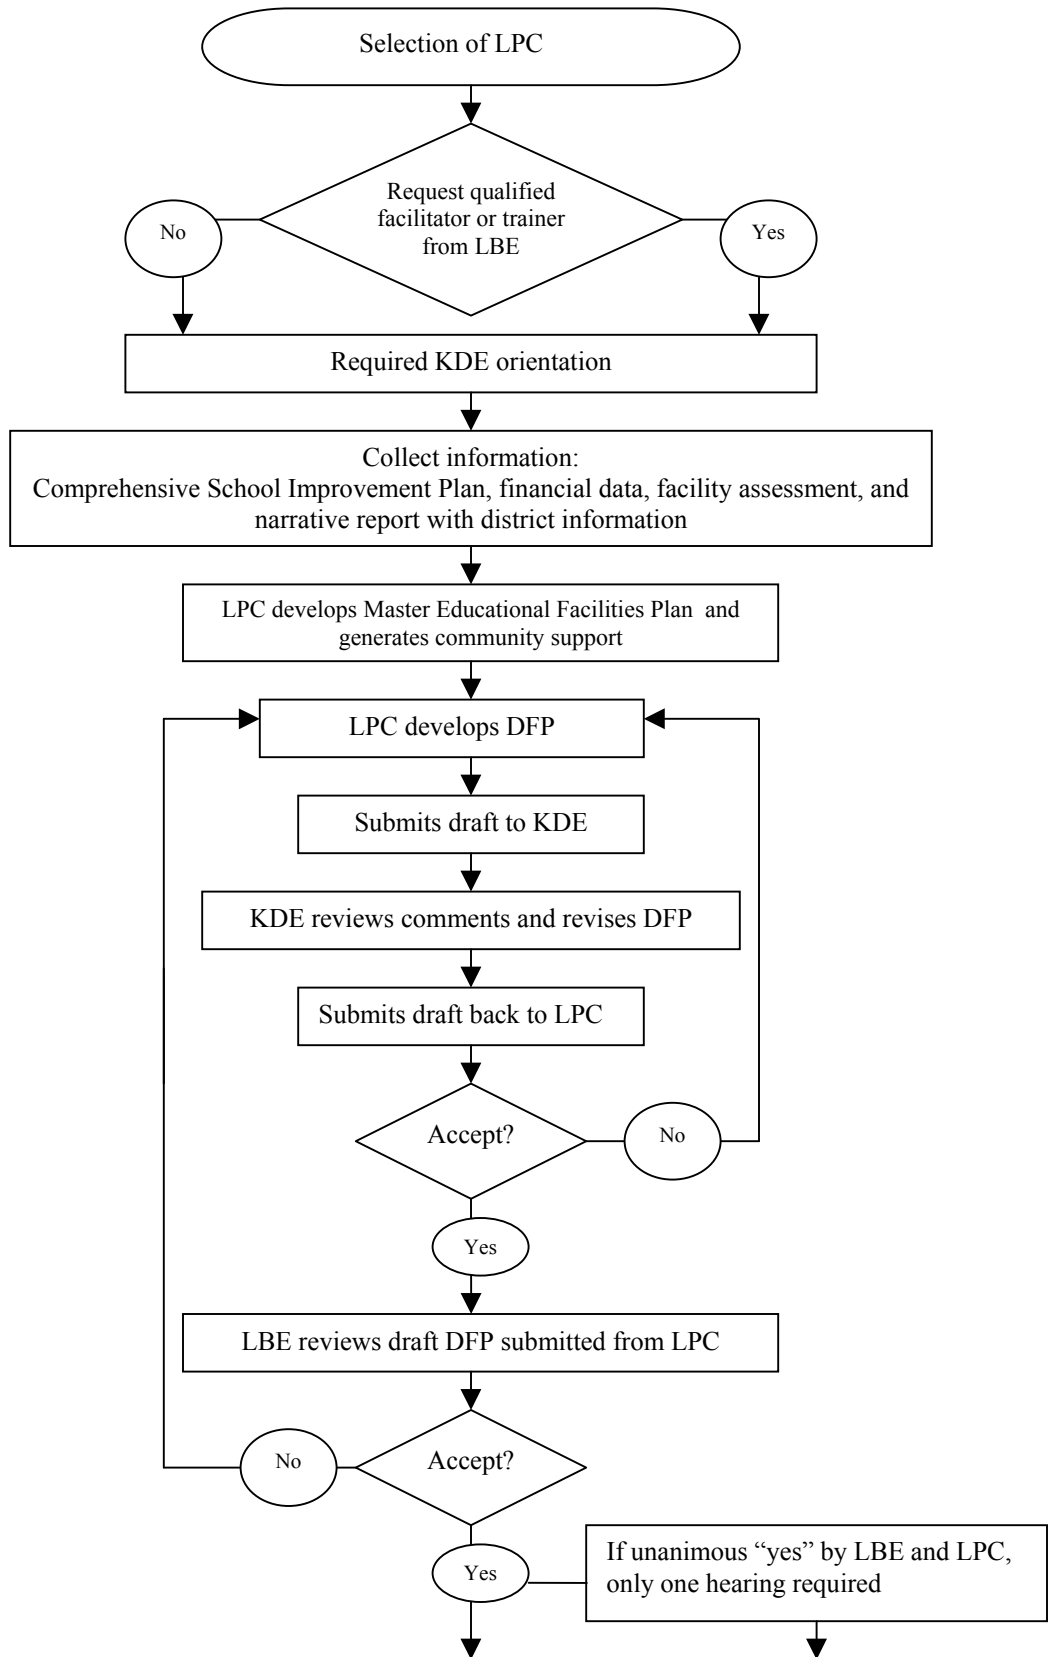 Selection of LPC
Request qualified
facilitator or trainer
from LBE
No
Yes
Required KDE orientation
Collect information:
Comprehensive School Improvement Plan, financial data, facility assessment, and
narrative report with district information
LPC develops Master Educational Facilities Plan and
generates community support
LPC develops DFP
Submits draft to KDE
KDE reviews comments and revises DFP
Submits draft back to LPC
Accept?
No
Yes
LBE reviews draft DFP submitted from LPC
No
Accept?
Yes
If unanimous “yes” by LBE and LPC,
only one hearing required